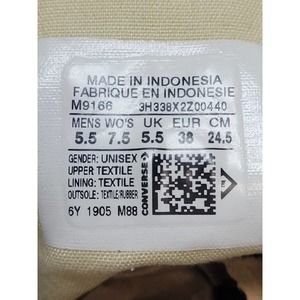 MADE IN INDONESIA
FABRIQUE EN INDONESIE
M9166 3H338X2Z00440
MENS WO'S UK EUR CM
5.5 7.5 5.5 38 24.5
GENDER: UNISEX
UPPER TEXTILE
LINING: TEXTILE
OUTSOLE: TEXTILE/RUBBER
6Y 1905 M88
CONVERSE